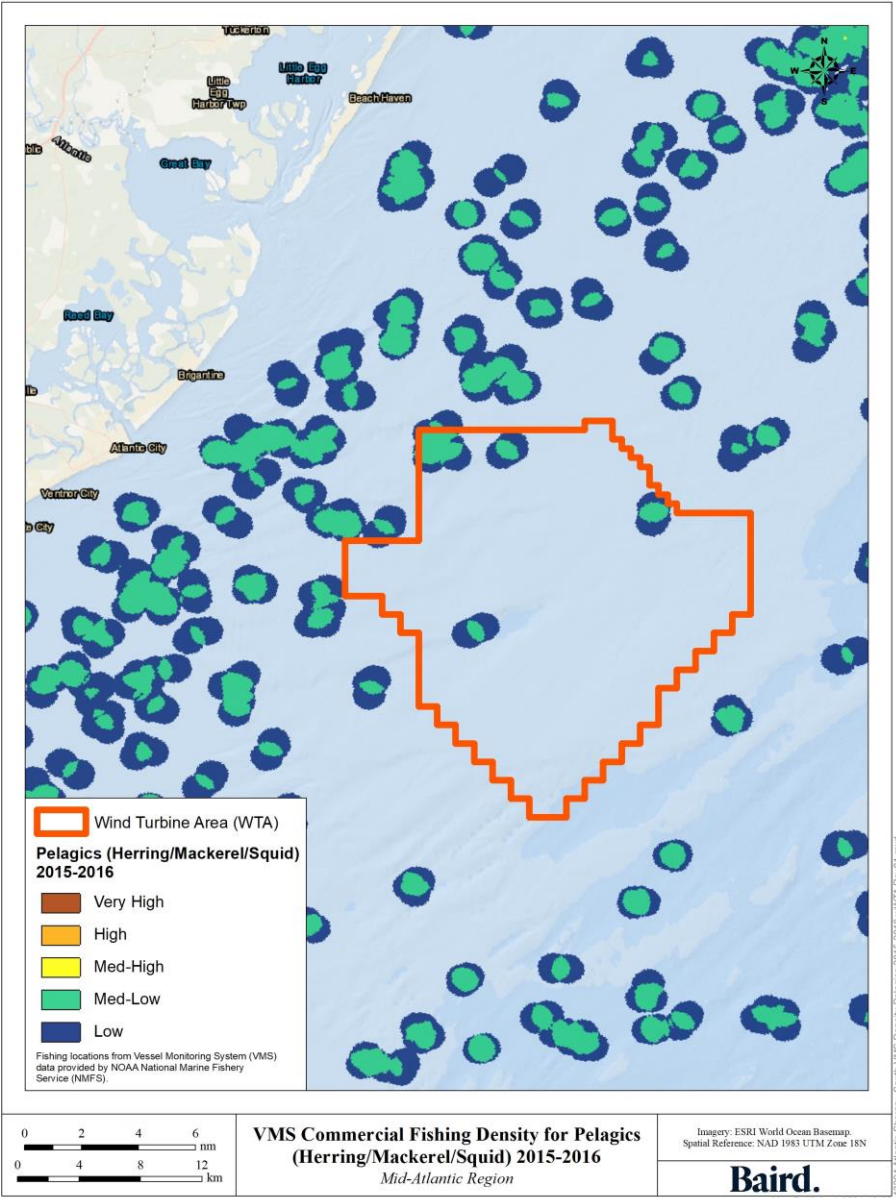 Tuckerton
Little Egg
Harbor
Little
Egg
Harbor Twp
Beach Haven
N
W
E
S
Atlantic
Great Bay
Reed Bay
Brigantine
Atlantic City
Ventnor City
City
Wind Turbine Area (WTA)
Pelagics (Herring/Mackerel/Squid)
2015-2016
Very High
High
Med-High
Med-Low
Low
Fishing locations from Vessel Monitoring System (VMS)
data provided by NOAA National Marine Fishery
Service (NMFS).
0 2 4 6
nm
0 4 8 12
km
VMS Commercial Fishing Density for Pelagics
(Herring/Mackerel/Squid) 2015-2016
Mid-Atlantic Region
Imagery: ESRI World Ocean Basemap.
Spatial Reference: NAD 1983 UTM Zone 18N
Baird.